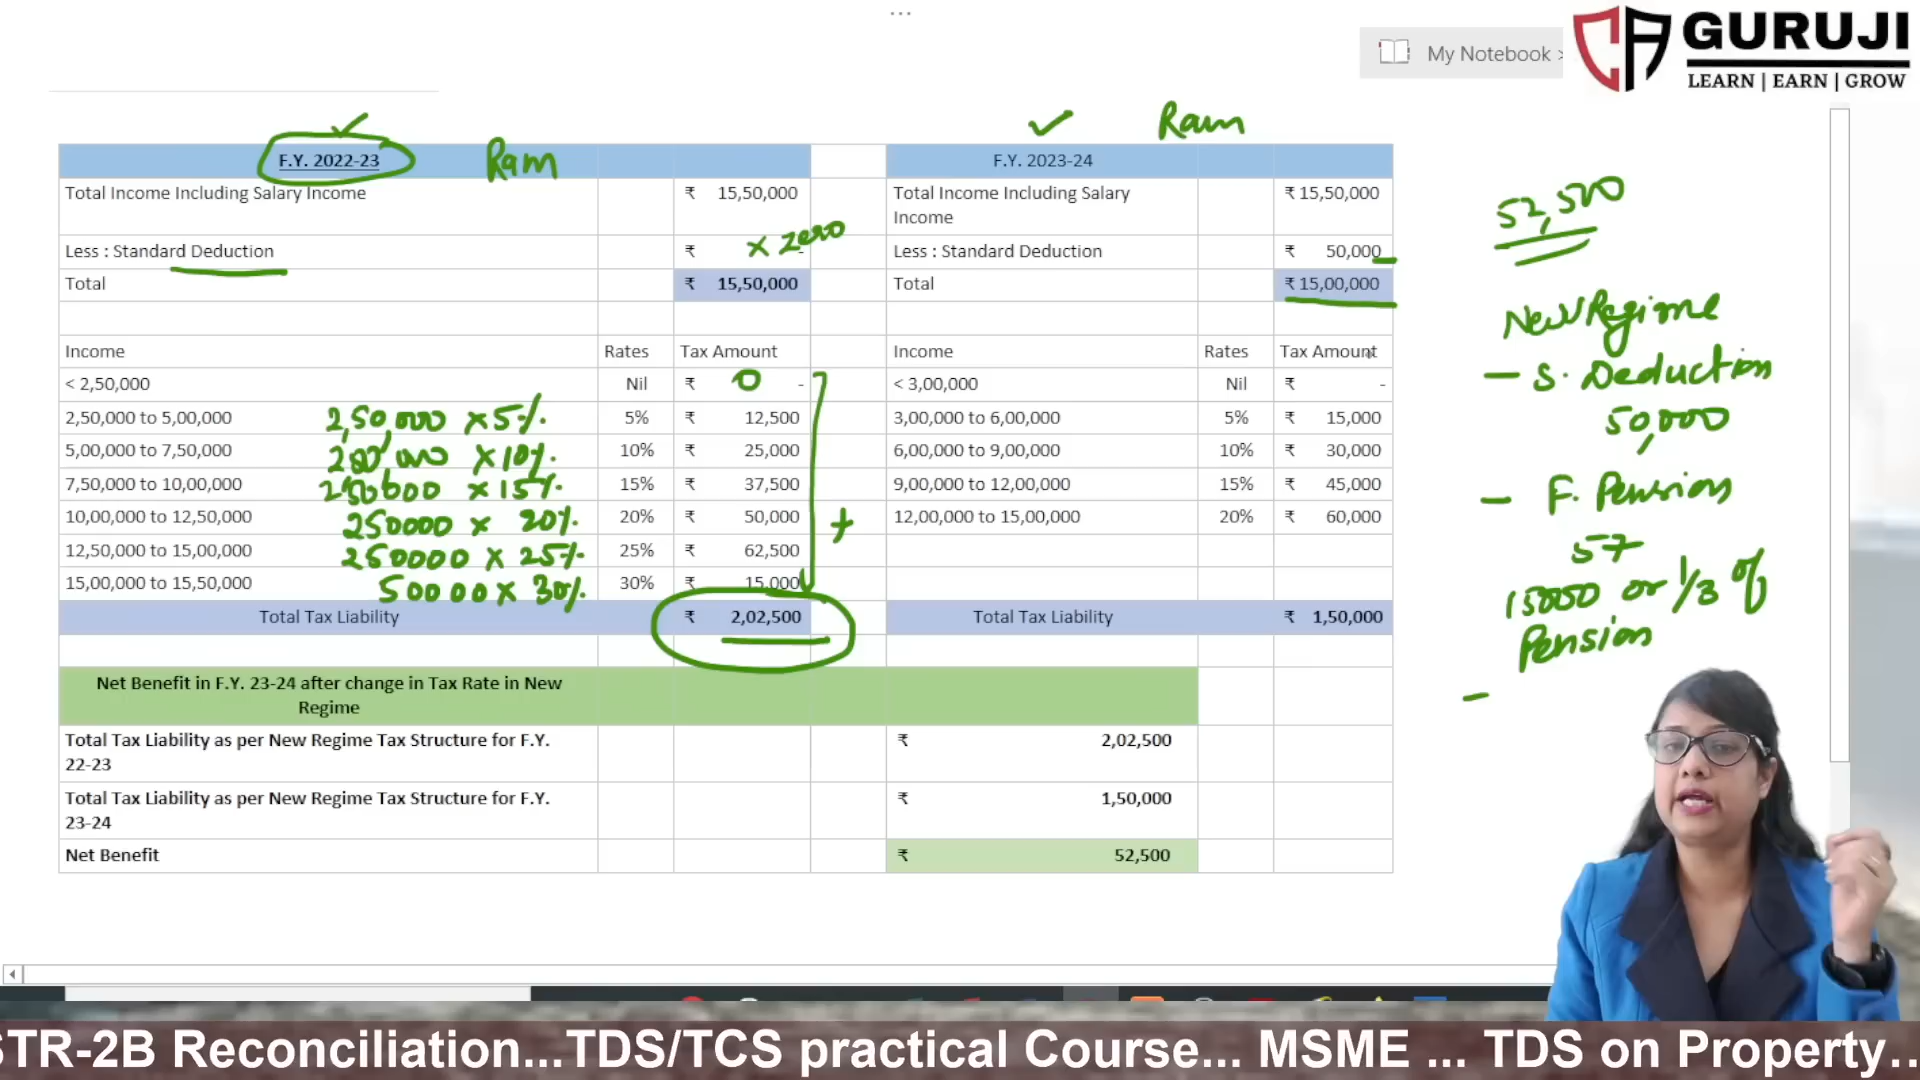 ...
My Notebook >
CA GURUJI
LEARN | EARN | GROW
✓
✓ Ram
F.Y. 2022-23 Ram
Total Income Including Salary Income ₹ 15,50,000
Less : Standard Deduction ₹ x zero -
Total ₹ 15,50,000
Income Rates Tax Amount
< 2,50,000 Nil ₹ 0 -
2,50,000 to 5,00,000 2,50,000 x 5% 5% ₹ 12,500
5,00,000 to 7,50,000 x 10% 10% ₹ 25,000
7,50,000 to 10,00,000 250000 x 15% 15% ₹ 37,500
10,00,000 to 12,50,000 250000 x 20% 20% ₹ 50,000
12,50,000 to 15,00,000 250000 x 25% 25% ₹ 62,500
15,00,000 to 15,50,000 50000 x 30% 30% ₹ 15,000
+
Total Tax Liability ₹ 2,02,500
F.Y. 2023-24
Total Income Including Salary ₹ 15,50,000
Income
Less : Standard Deduction ₹ 50,000
Total ₹ 15,00,000
Income Rates Tax Amount
< 3,00,000 Nil ₹ -
3,00,000 to 6,00,000 5% ₹ 15,000
6,00,000 to 9,00,000 10% ₹ 30,000
9,00,000 to 12,00,000 15% ₹ 45,000
12,00,000 to 15,00,000 20% ₹ 60,000
Total Tax Liability ₹ 1,50,000
Net Benefit in F.Y. 23-24 after change in Tax Rate in New
Regime
Total Tax Liability as per New Regime Tax Structure for F.Y. ₹ 2,02,500
22-23
Total Tax Liability as per New Regime Tax Structure for F.Y. ₹ 1,50,000
23-24
Net Benefit ₹ 52,500
52,500
New Regime
- S. Deduction
50,000
- F. Pension
57
15000 or 1/3 of
Pension
-
STR-2B Reconciliation...TDS/TCS practical Course... MSME ... TDS on Property..